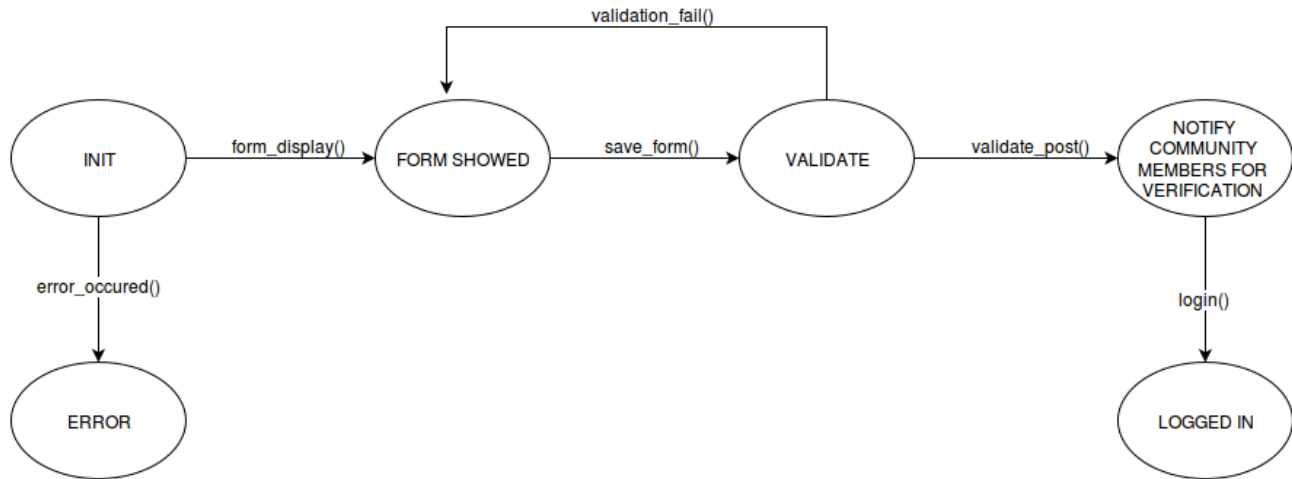 validation_fail()
INIT
form_display()
FORM SHOWED
save_form()
VALIDATE
validate_post()
NOTIFY
COMMUNITY
MEMBERS FOR
VERIFICATION
error_occured()
login()
ERROR
LOGGED IN